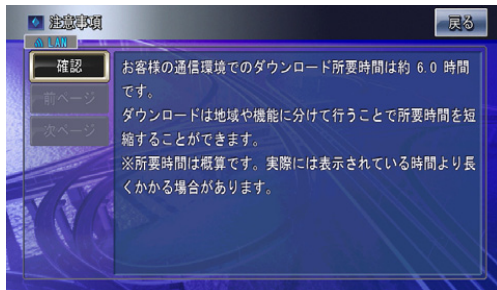 注意事項
戻る
LAN
確認
前ページ
次ページ
お客様の通信環境でのダウンロード所要時間は約 6.0 時間
です。
ダウンロードは地域や機能に分けて行うことで所要時間を短
縮することができます。
※所要時間は概算です。実際には表示されている時間より長
くかかる場合があります。